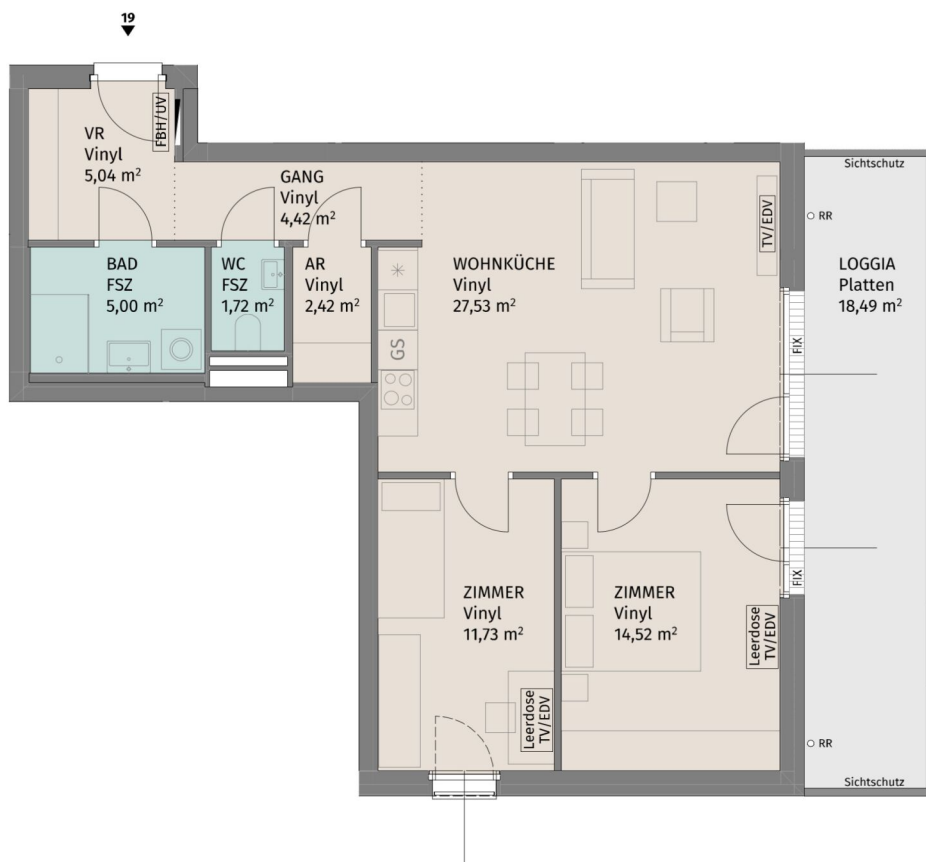 19
FBH/UV
VR
Vinyl
5,04 m²
GANG
Vinyl
4,42 m²
Sichtschutz
RR
TV/EDV
BAD
FSZ
5,00 m²
WC
FSZ
1,72 m²
AR
Vinyl
2,42 m²
WOHNKÜCHE
Vinyl
27,53 m²
LOGGIA
Platten
18,49 m²
GS
FIX
FIX
ZIMMER
Vinyl
11,73 m²
ZIMMER
Vinyl
14,52 m²
Leerdose
TV/EDV
Leerdose
TV/EDV
RR
Sichtschutz